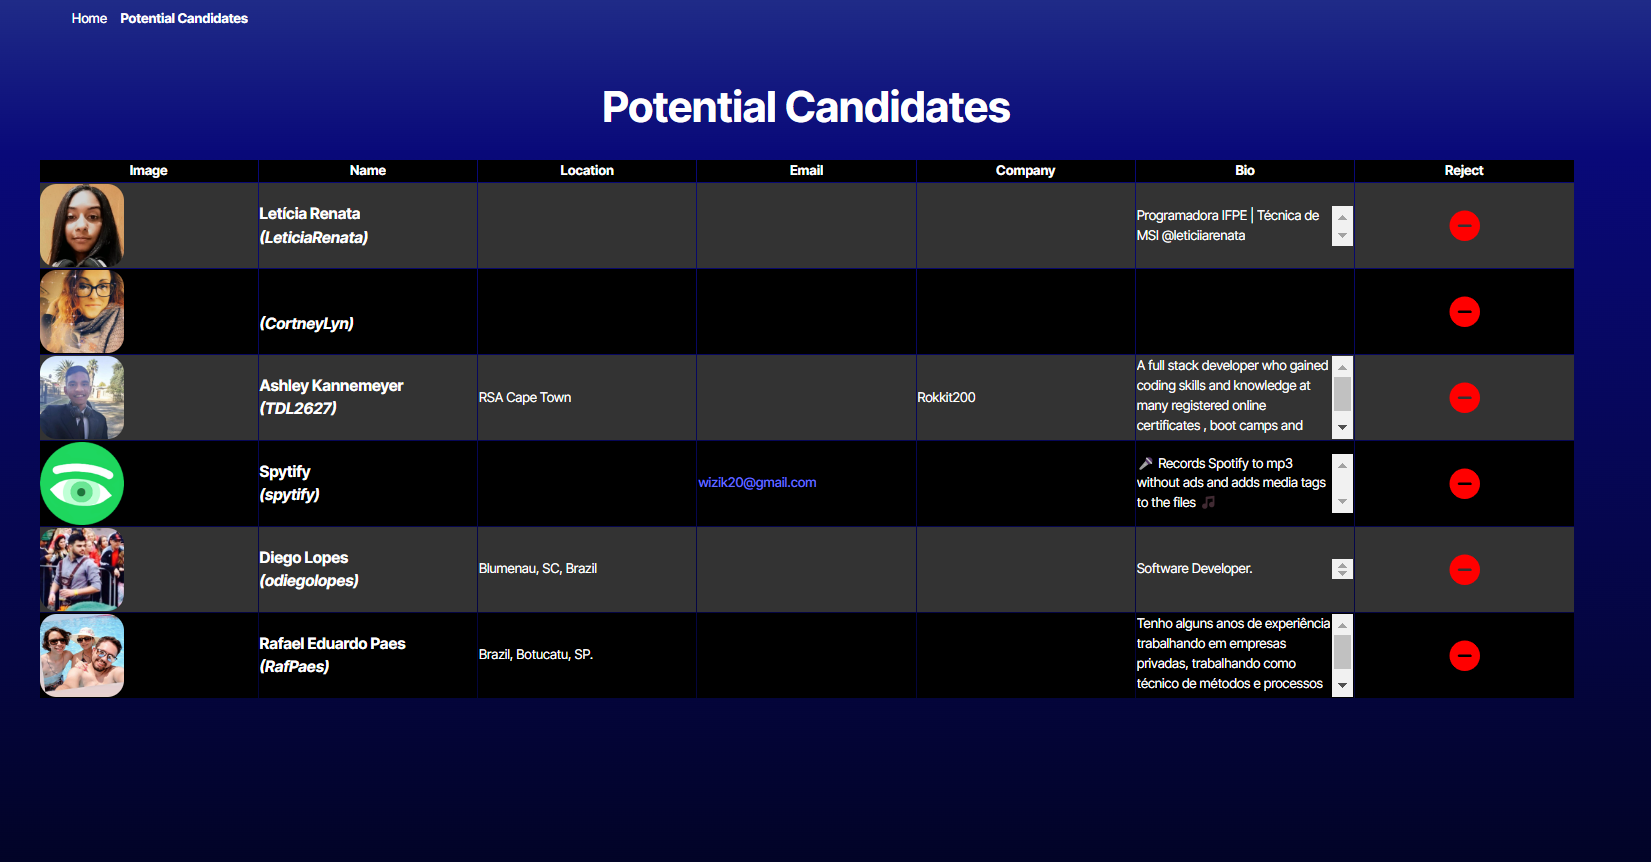 Home Potential Candidates
Potential Candidates
Image Name Location Email Company Bio Reject
Letícia Renata
(LeticiaRenata)
Programadora IFPE | Técnica de
MSI @leticiiarenata
(CortneyLyn)
Ashley Kannemeyer
(TDL2627)
RSA Cape Town
Rokkit200
A full stack developer who gained
coding skills and knowledge at
many registered online
certificates , boot camps and
Spytify
(spytify)
wizik20@gmail.com
🎤 Records Spotify to mp3
without ads and adds media tags
to the files 🎵
Diego Lopes
(odiegolopes)
Blumenau, SC, Brazil
Software Developer.
Rafael Eduardo Paes
(RafPaes)
Brazil, Botucatu, SP.
Tenho alguns anos de experiência
trabalhando em empresas
privadas, trabalhando como
técnico de métodos e processos